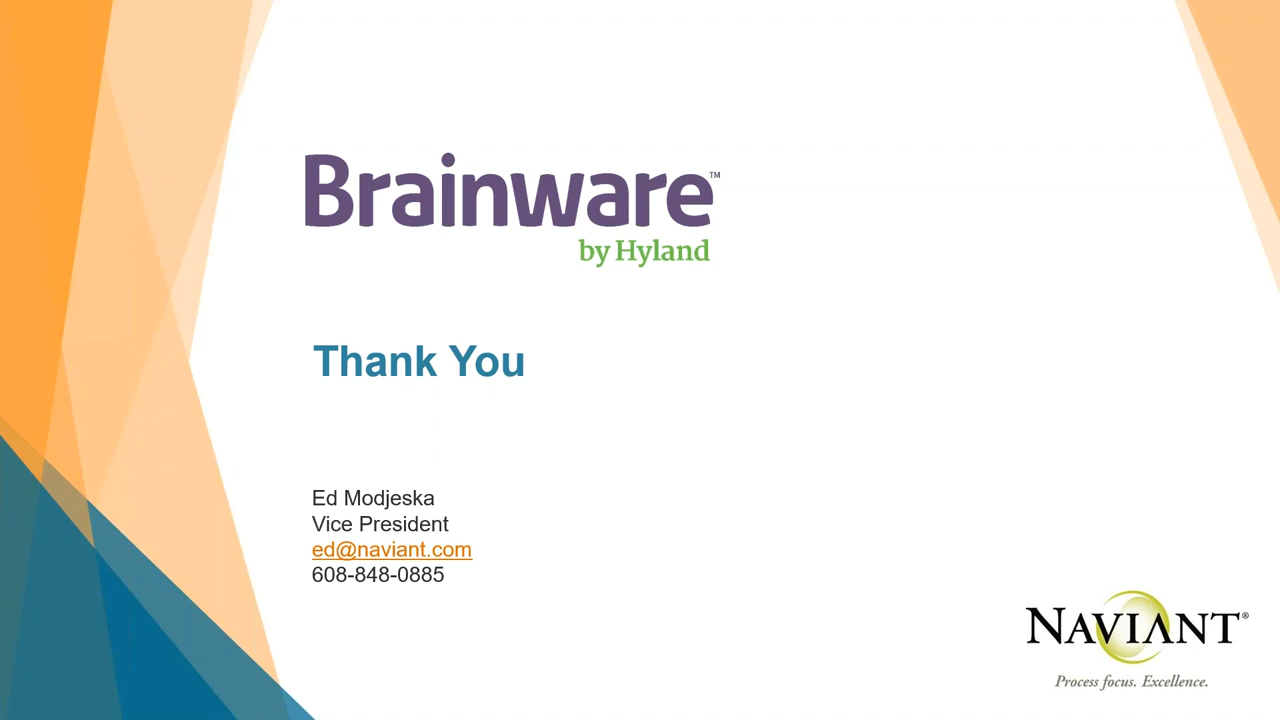 Brainware™
by Hyland
Thank You
Ed Modjeska
Vice President
ed@naviant.com
608-848-0885
NAVIANT®
Process focus. Excellence.